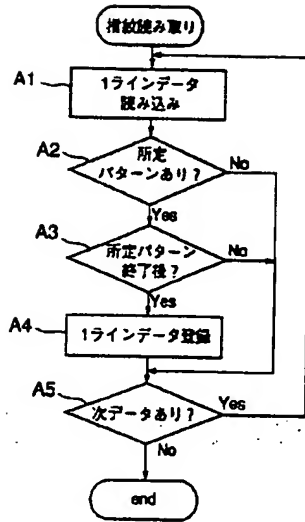 指紋読み取り
A1
1ラインデータ
読み込み
A2
所定
パターンあり?
No
Yes
A3
所定パターン
終了後?
No
Yes
A4
1ラインデータ登録
A5
次データあり?
Yes
No
end